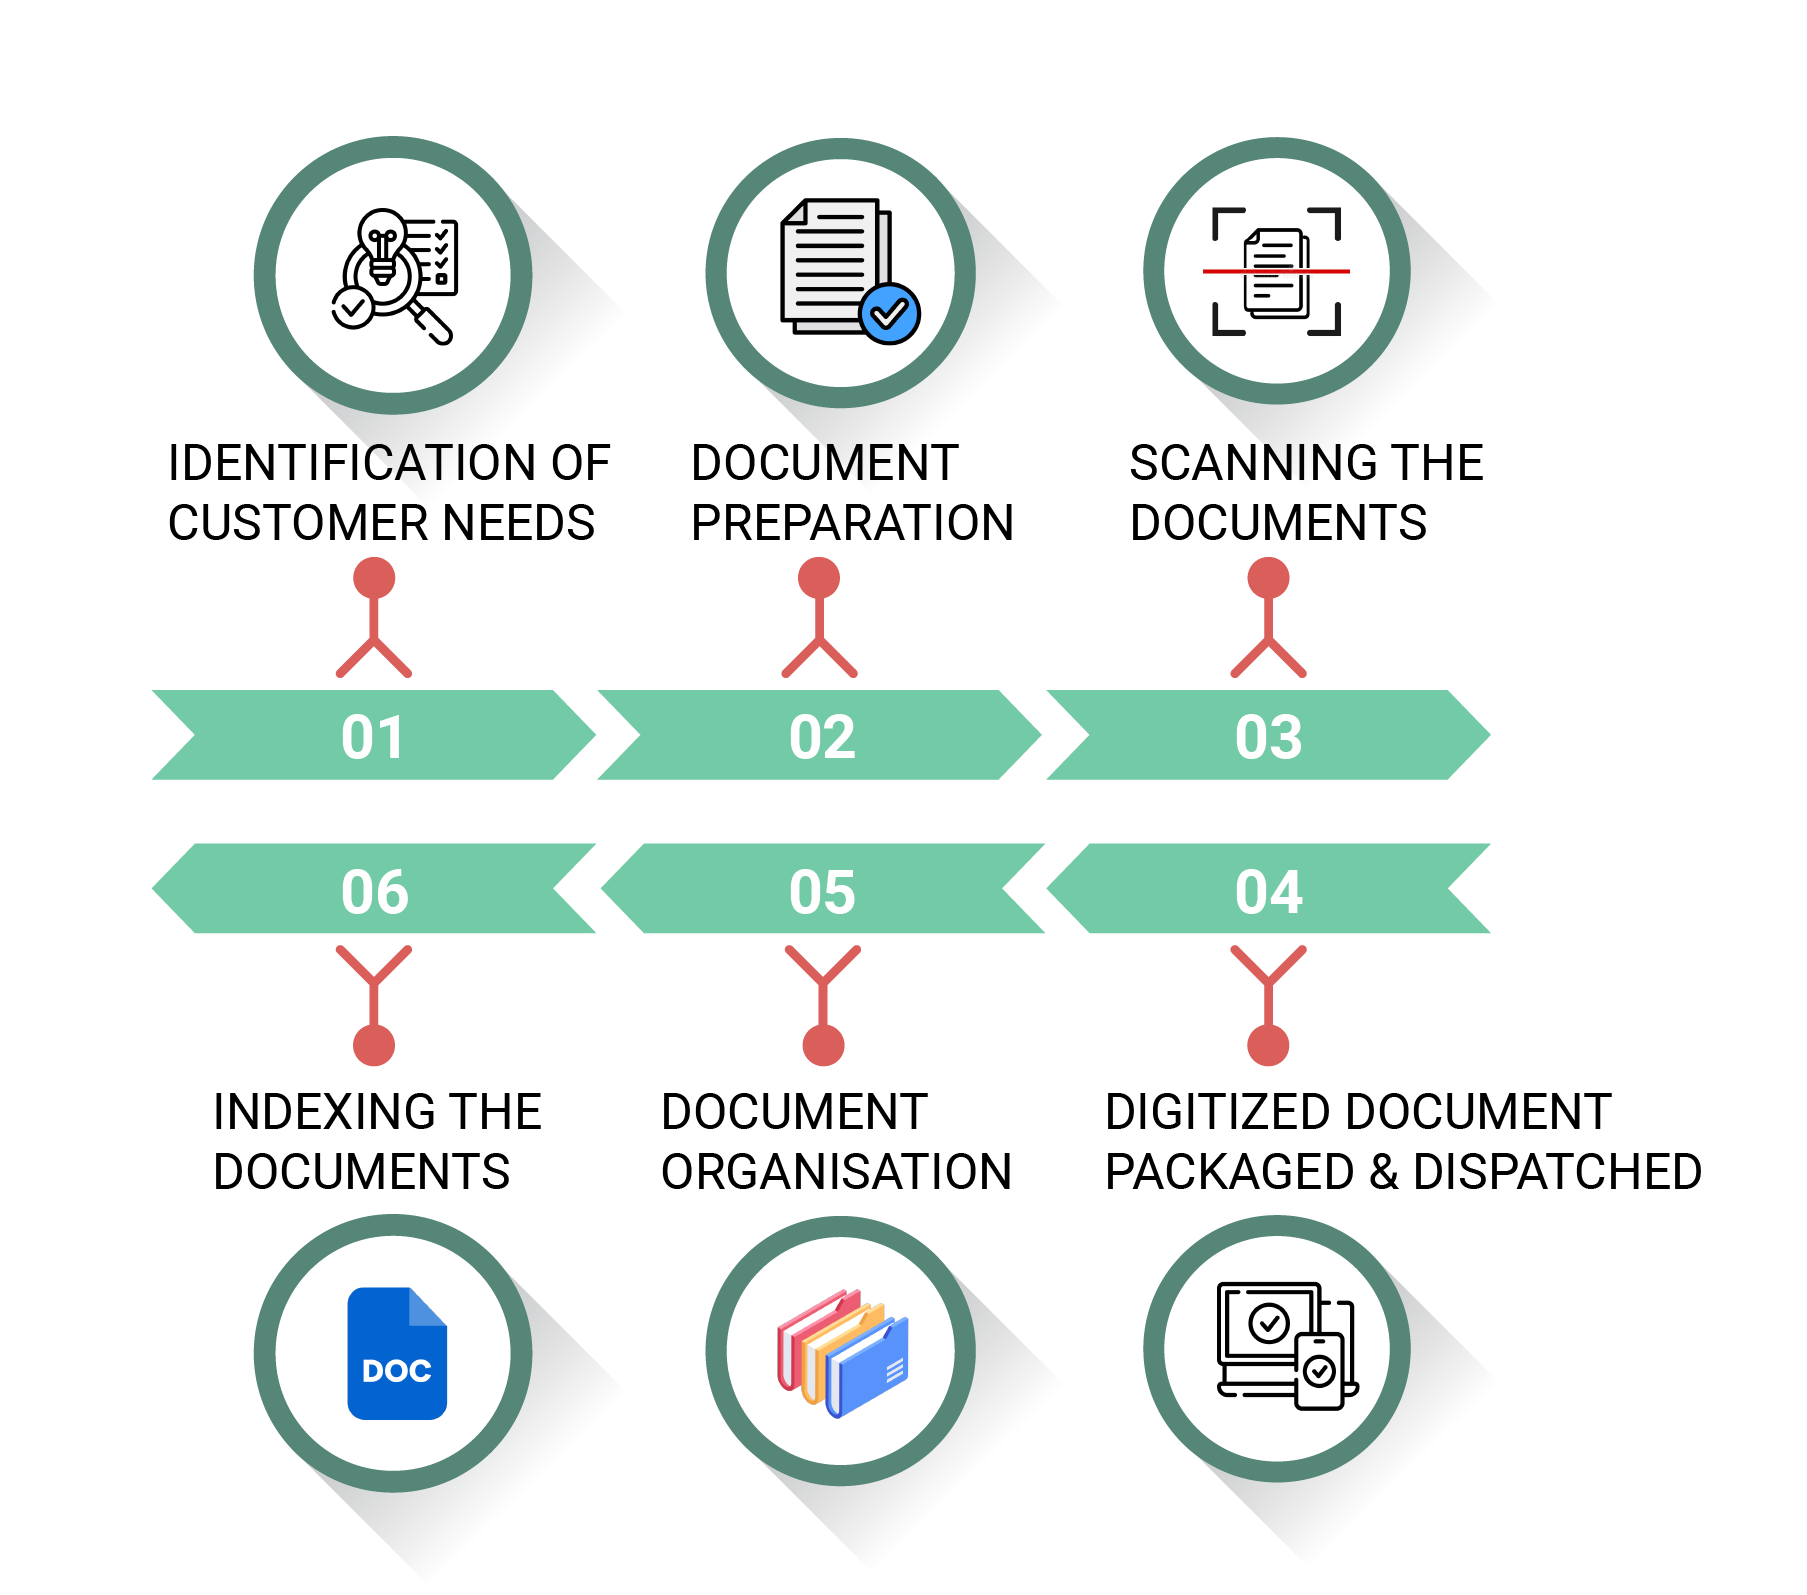 IDENTIFICATION OF
CUSTOMER NEEDS
DOCUMENT
PREPARATION
SCANNING THE
DOCUMENTS
01
02
03
06
05
04
INDEXING THE
DOCUMENTS
DOCUMENT
ORGANISATION
DIGITIZED DOCUMENT
PACKAGED & DISPATCHED
DOC